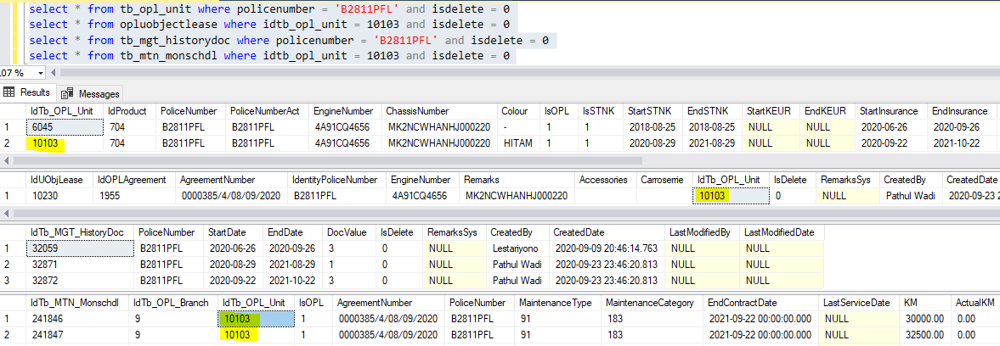 select * from tb_opl_unit where policenumber = 'B2811PFL' and isdelete = 0
select * from opluobjectlease where idtb_opl_unit = 10103 and isdelete = 0
select * from tb_mgt_historydoc where policenumber = 'B2811PFL' and isdelete = 0
select * from tb_mtn_monschdl where idtb_opl_unit = 10103 and isdelete = 0
.07 %
Results Messages
IdTb_OPL_Unit IdProduct PoliceNumber PoliceNumberAct EngineNumber ChassisNumber Colour IsOPL IsSTNK StartSTNK EndSTNK StartKEUR EndKEUR StartInsurance EndInsurance
1 6045 704 B2811PFL B2811PFL 4A91CQ4656 MK2NCWHANHJ000220 - 1 1 2018-08-25 2018-08-25 NULL NULL 2020-06-26 2020-09-26
2 10103 704 B2811PFL B2811PFL 4A91CQ4656 MK2NCWHANHJ000220 HITAM 1 1 2020-08-29 2021-08-29 NULL NULL 2020-09-22 2021-10-22
IdUObjLease IdOPLAgreement AgreementNumber IdentityPoliceNumber EngineNumber Remarks Accessories Carroserrie IdTb_OPL_Unit IsDelete RemarksSys CreatedBy CreatedDate
1 10230 1955 0000385/4/08/09/2020 B2811PFL 4A91CQ4656 MK2NCWHANHJ000220 10103 0 NULL Pathul Wadi 2020-09-23 2
IdTb_MGT_HistoryDoc PoliceNumber StartDate EndDate DocValue IsDelete RemarksSys CreatedBy CreatedDate LastModifiedBy LastModifiedDate
1 32059 B2811PFL 2020-06-26 2020-09-26 3 0 NULL Lestariyono 2020-09-09 20:46:14.763 NULL NULL
2 32871 B2811PFL 2020-08-29 2021-08-29 1 0 NULL Pathul Wadi 2020-09-23 23:46:20.813 NULL NULL
3 32872 B2811PFL 2020-09-22 2021-10-22 3 0 NULL Pathul Wadi 2020-09-23 23:46:20.813 NULL NULL
IdTb_MTN_Monschdl IdTb_OPL_Branch IdTb_OPL_Unit IsOPL AgreementNumber PoliceNumber MaintenanceType MaintenanceCategory EndContractDate LastServiceDate KM ActualKM
1 241846 9 10103 1 0000385/4/08/09/2020 B2811PFL 91 183 2021-09-22 00:00:00.000 NULL 30000.00 0.00
2 241847 9 10103 1 0000385/4/08/09/2020 B2811PFL 91 183 2021-09-22 00:00:00.000 NULL 32500.00 0.00